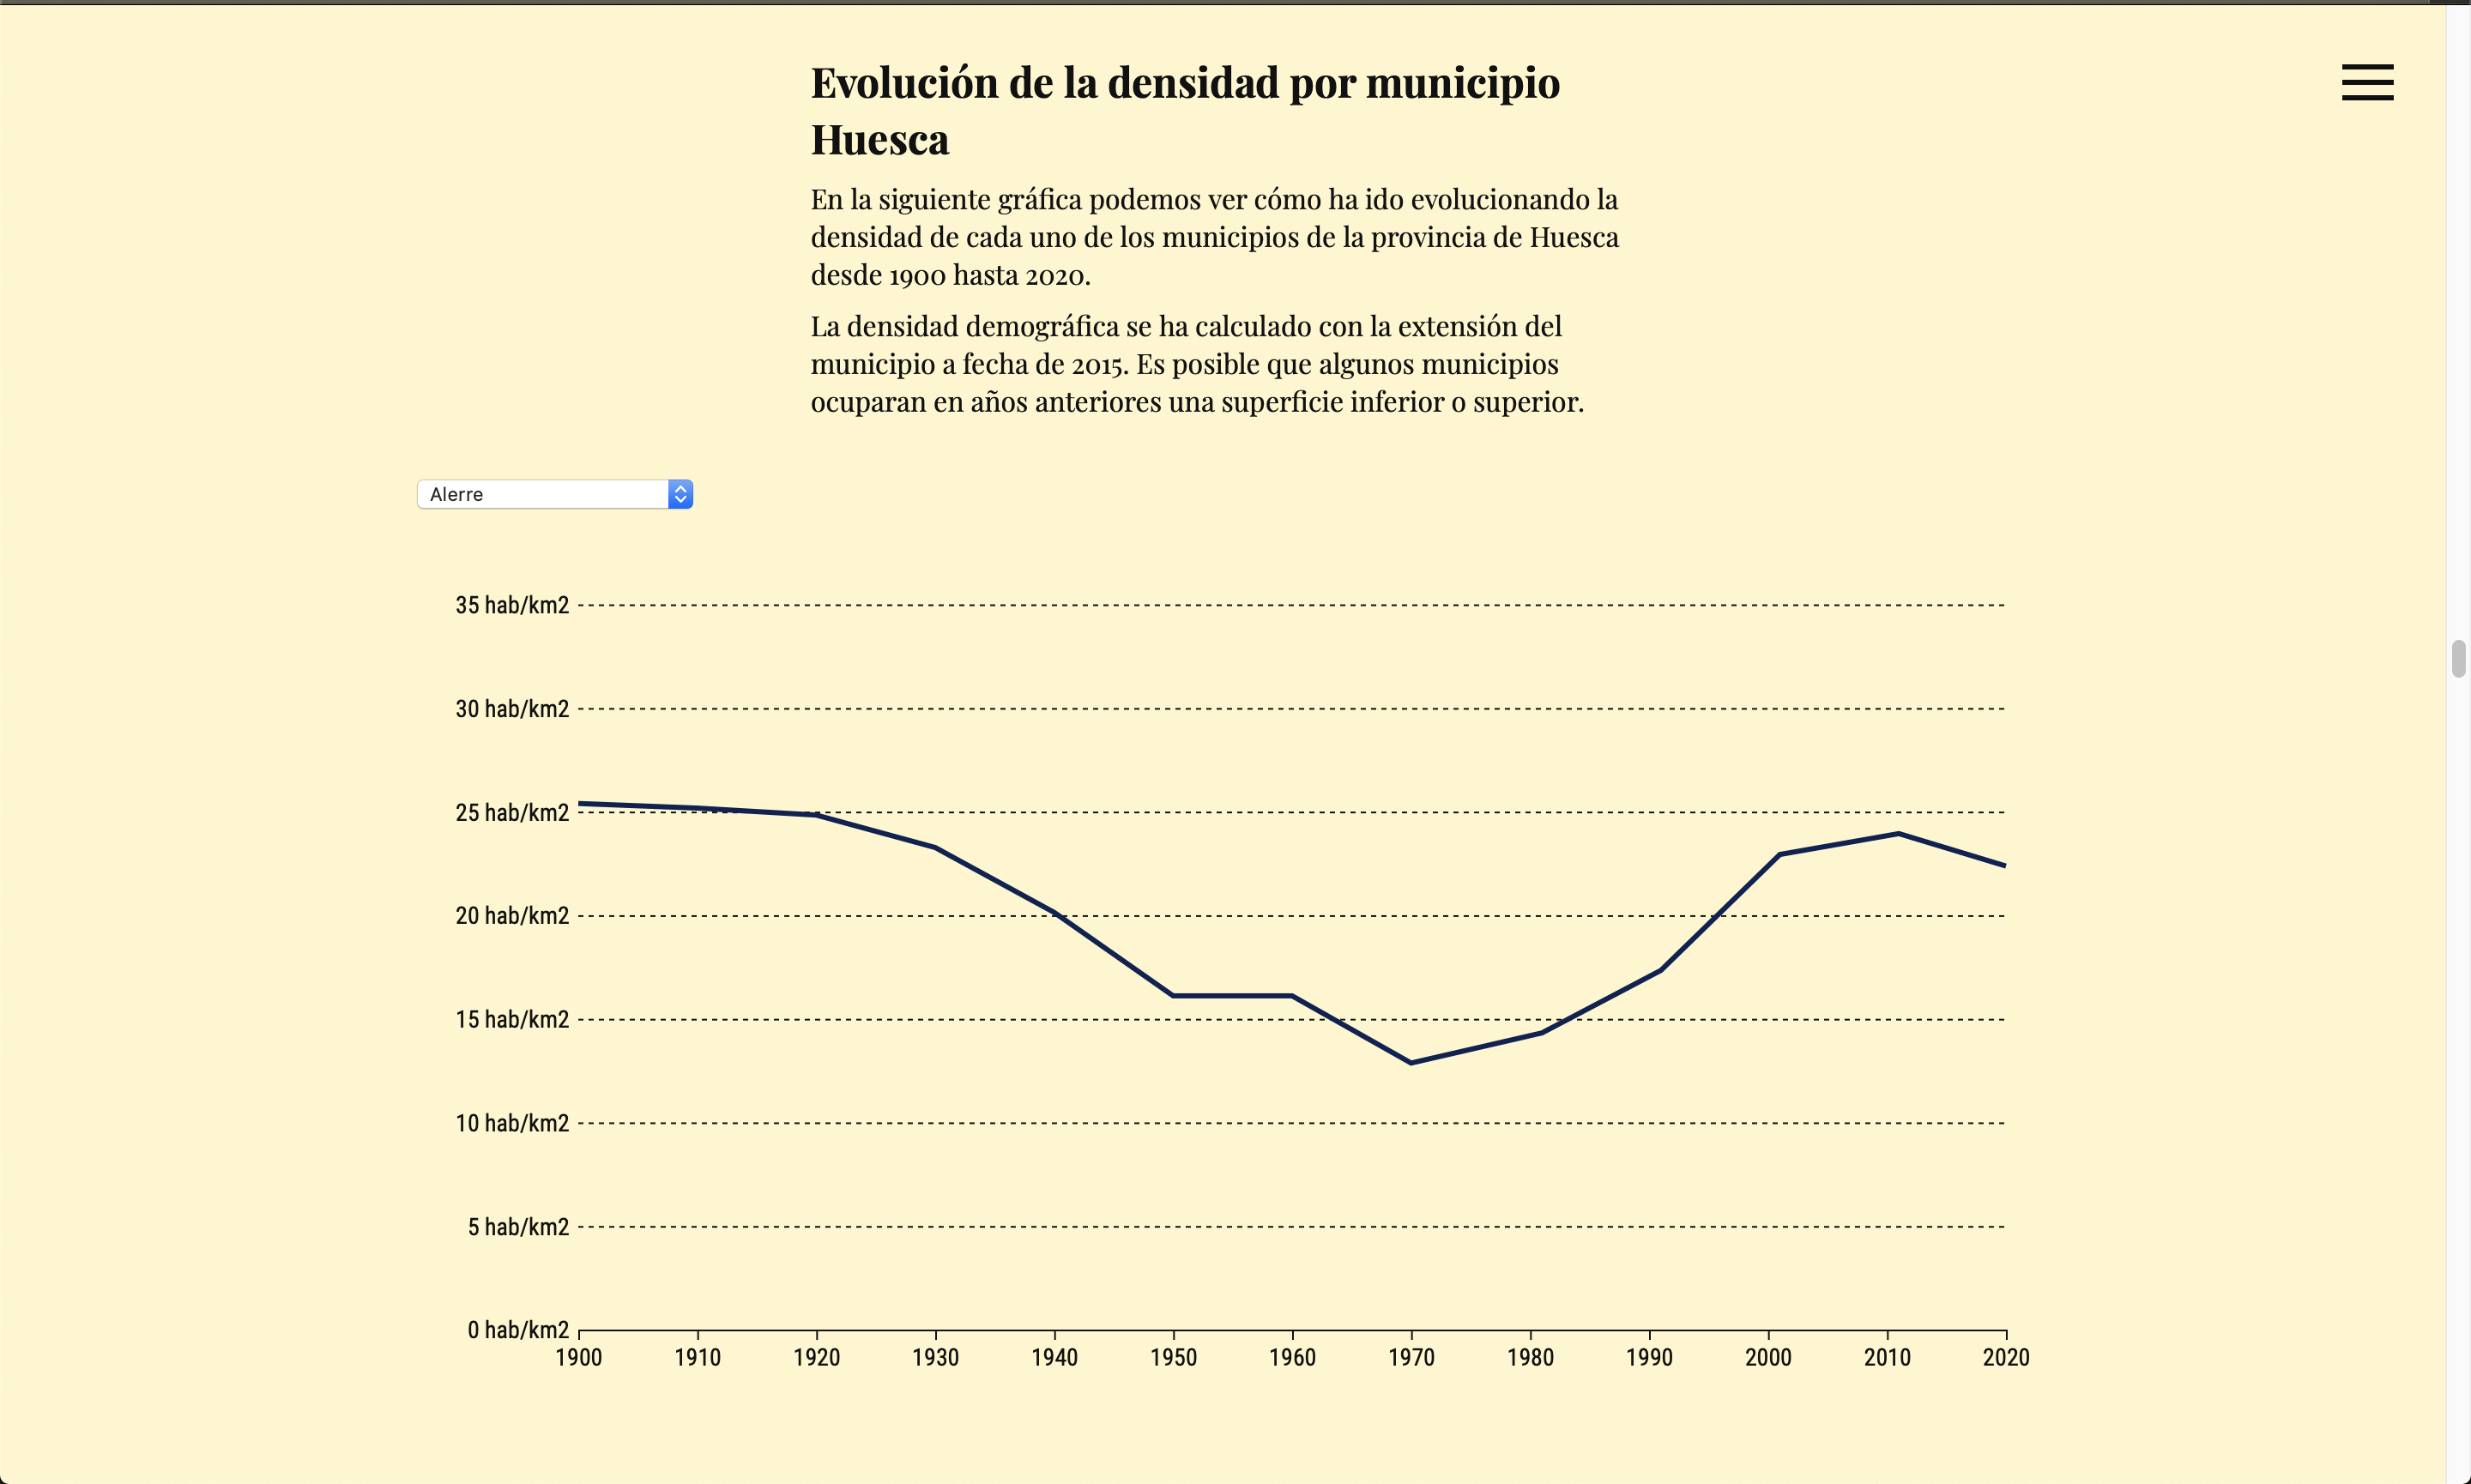 Evolución de la densidad por municipio
Huesca
En la siguiente gráfica podemos ver cómo ha ido evolucionando la
densidad de cada uno de los municipios de la provincia de Huesca
desde 1900 hasta 2020.
La densidad demográfica se ha calculado con la extensión del
municipio a fecha de 2015. Es posible que algunos municipios
ocuparan en años anteriores una superficie inferior o superior.
Alerre
35 hab/km2
30 hab/km2
25 hab/km2
20 hab/km2
15 hab/km2
10 hab/km2
5 hab/km2
0 hab/km2
1900 1910 1920 1930 1940 1950 1960 1970 1980 1990 2000 2010 2020